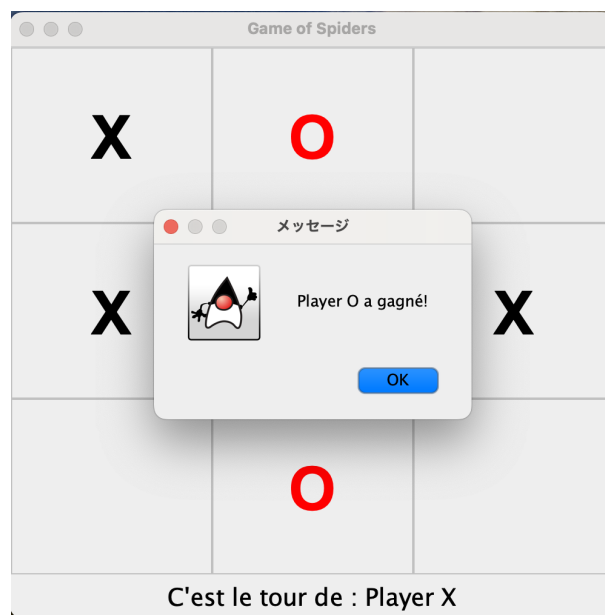 Game of Spiders
X O
メッセージ
X Player O a gagné! X
OK
O
C'est le tour de : Player X